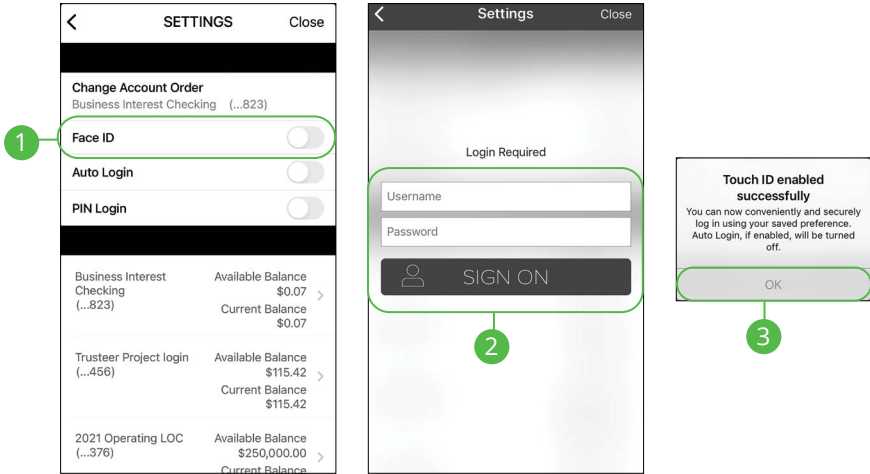 SETTINGS Close
Change Account Order
Business Interest Checking (...823)
1
Face ID
Auto Login
PIN Login
Business Interest
Checking
(...823)
Available Balance
$0.07
Current Balance
$0.07
Trusteer Project login
(...456)
Available Balance
$115.42
Current Balance
$115.42
2021 Operating LOC
(...376)
Available Balance
$250,000.00
Current Balance
Settings Close
Login Required
Username
Password
SIGN ON
2
Touch ID enabled
successfully
You can now conveniently and securely
log in using your saved preference.
Auto Login, if enabled, will be turned
off.
OK
3